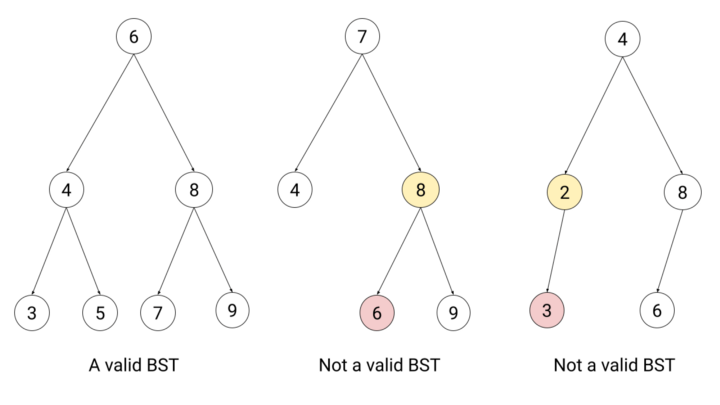 6 7 4
4 8 4 8 2 8
3 5 7 9 6 9 3 6
A valid BST Not a valid BST Not a valid BST